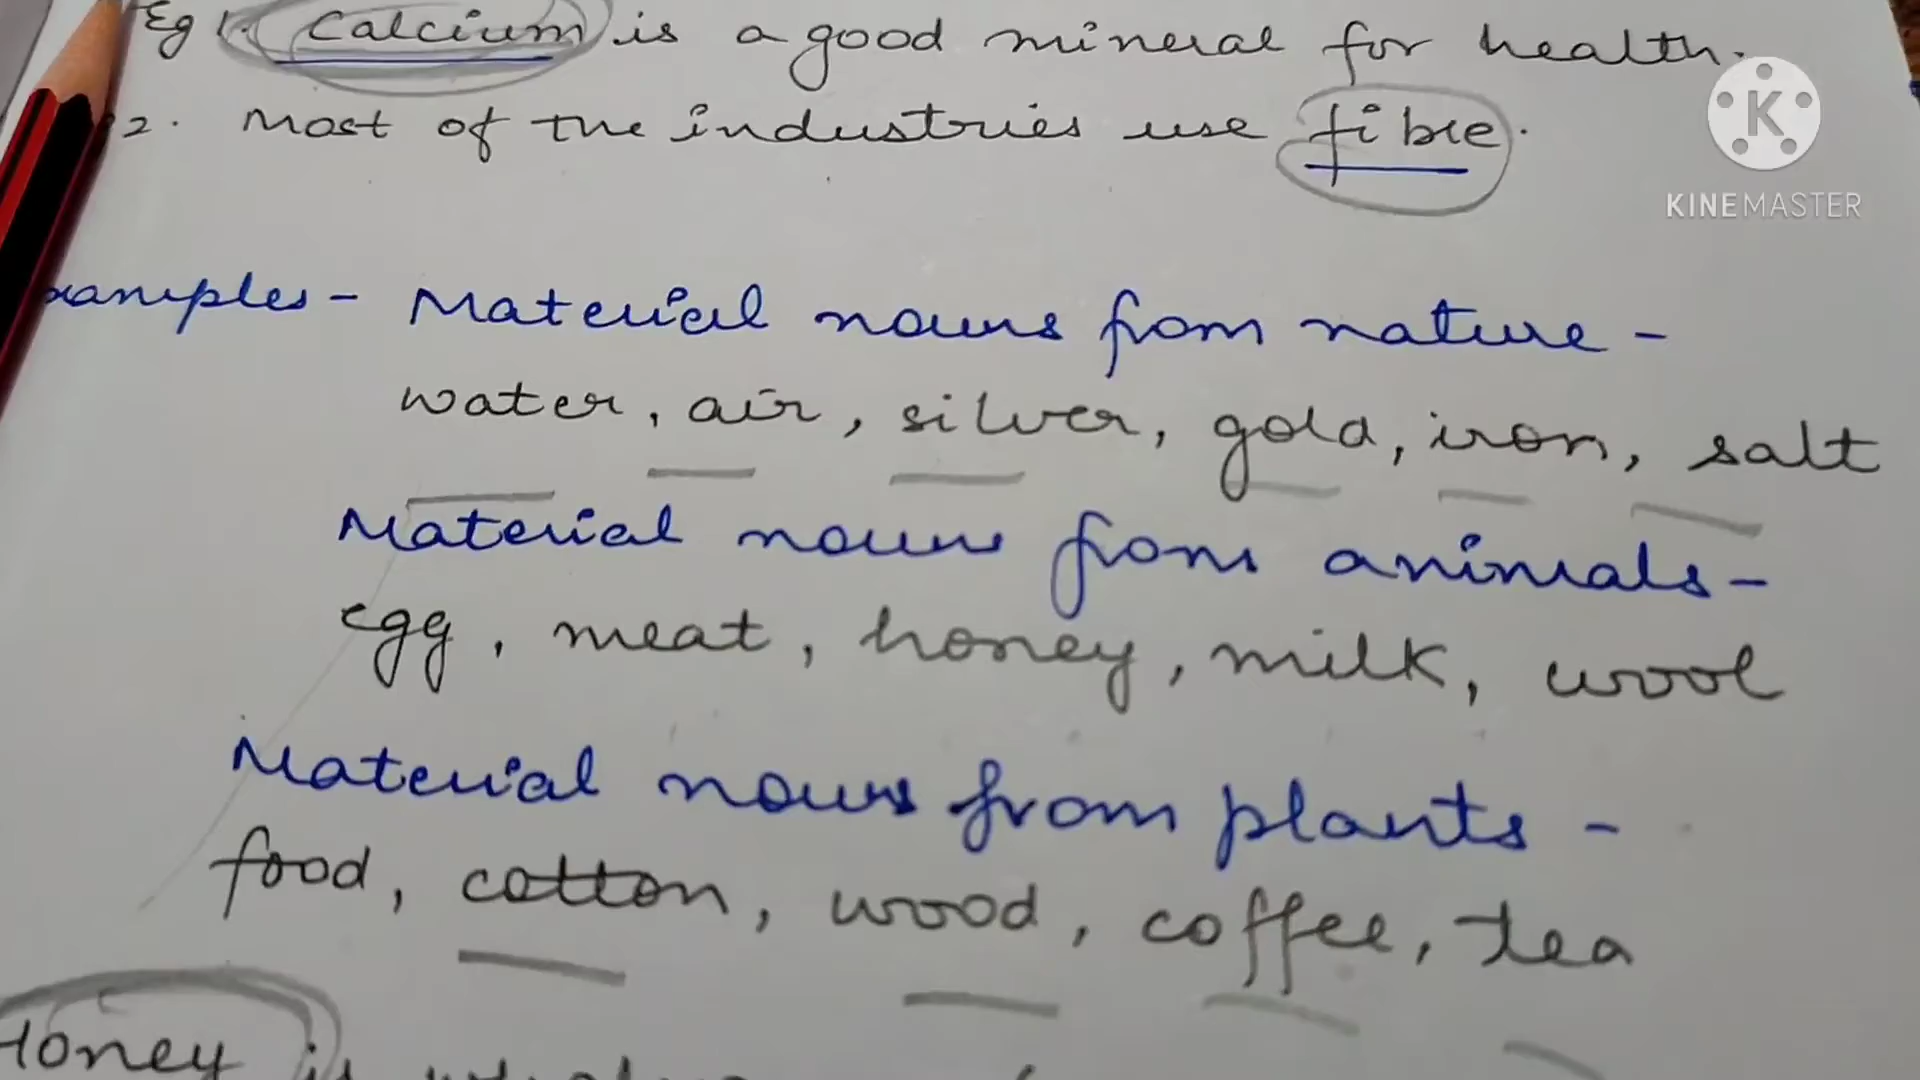 Eg 1. Calcium is a good mineral for health.
2. Most of the industries use fibre.
K
KINEMASTER
xamples - Material nouns from nature -
water, air, silver, gold, iron, salt
Material nouns from animals -
egg, meat, honey, milk, wool
Material nouns from plants -
food, cotton, wood, coffee, tea
Honey is